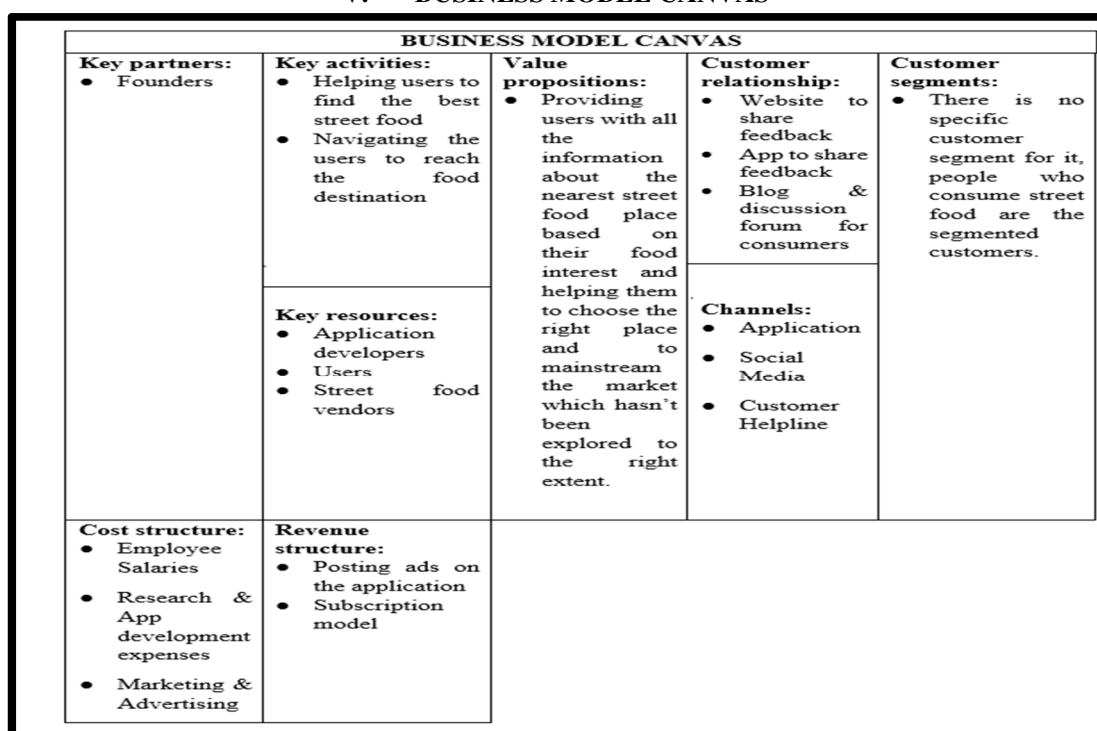 V. BUSINESS MODEL CANVAS
BUSINESS MODEL CANVAS
Key partners:
● Founders
Key activities:
● Helping users to
find the best
street food
● Navigating the
users to reach
the food
destination
Key resources:
● Application
developers
● Users
● Street food
vendors
Value
propositions:
● Providing
users with all
the
information
about the
nearest street
food place
based on
their food
interest and
helping them
to choose the
right place
and to
mainstream
the market
which hasn't
been
explored to
the right
extent.
Customer
relationship:
● Website to
share
feedback
● App to share
feedback
● Blog &
discussion
forum for
consumers
Channels:
● Application
● Social
Media
● Customer
Helpline
Customer
segments:
● There is no
specific
customer
segment for it,
people who
consume street
food are the
segmented
customers.
Cost structure:
● Employee
Salaries
● Research &
App
development
expenses
● Marketing &
Advertising
Revenue
structure:
● Posting ads on
the application
● Subscription
model